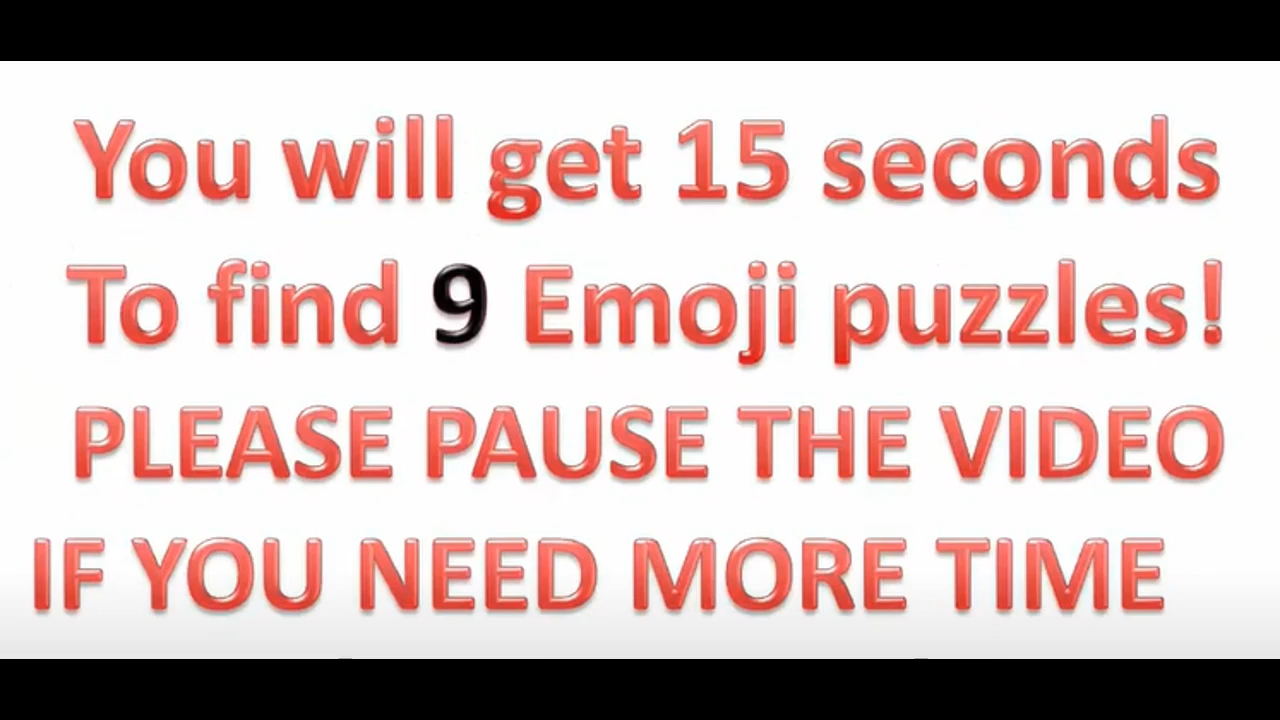 You will get 15 seconds
To find 9 Emoji puzzles!
PLEASE PAUSE THE VIDEO
IF YOU NEED MORE TIME